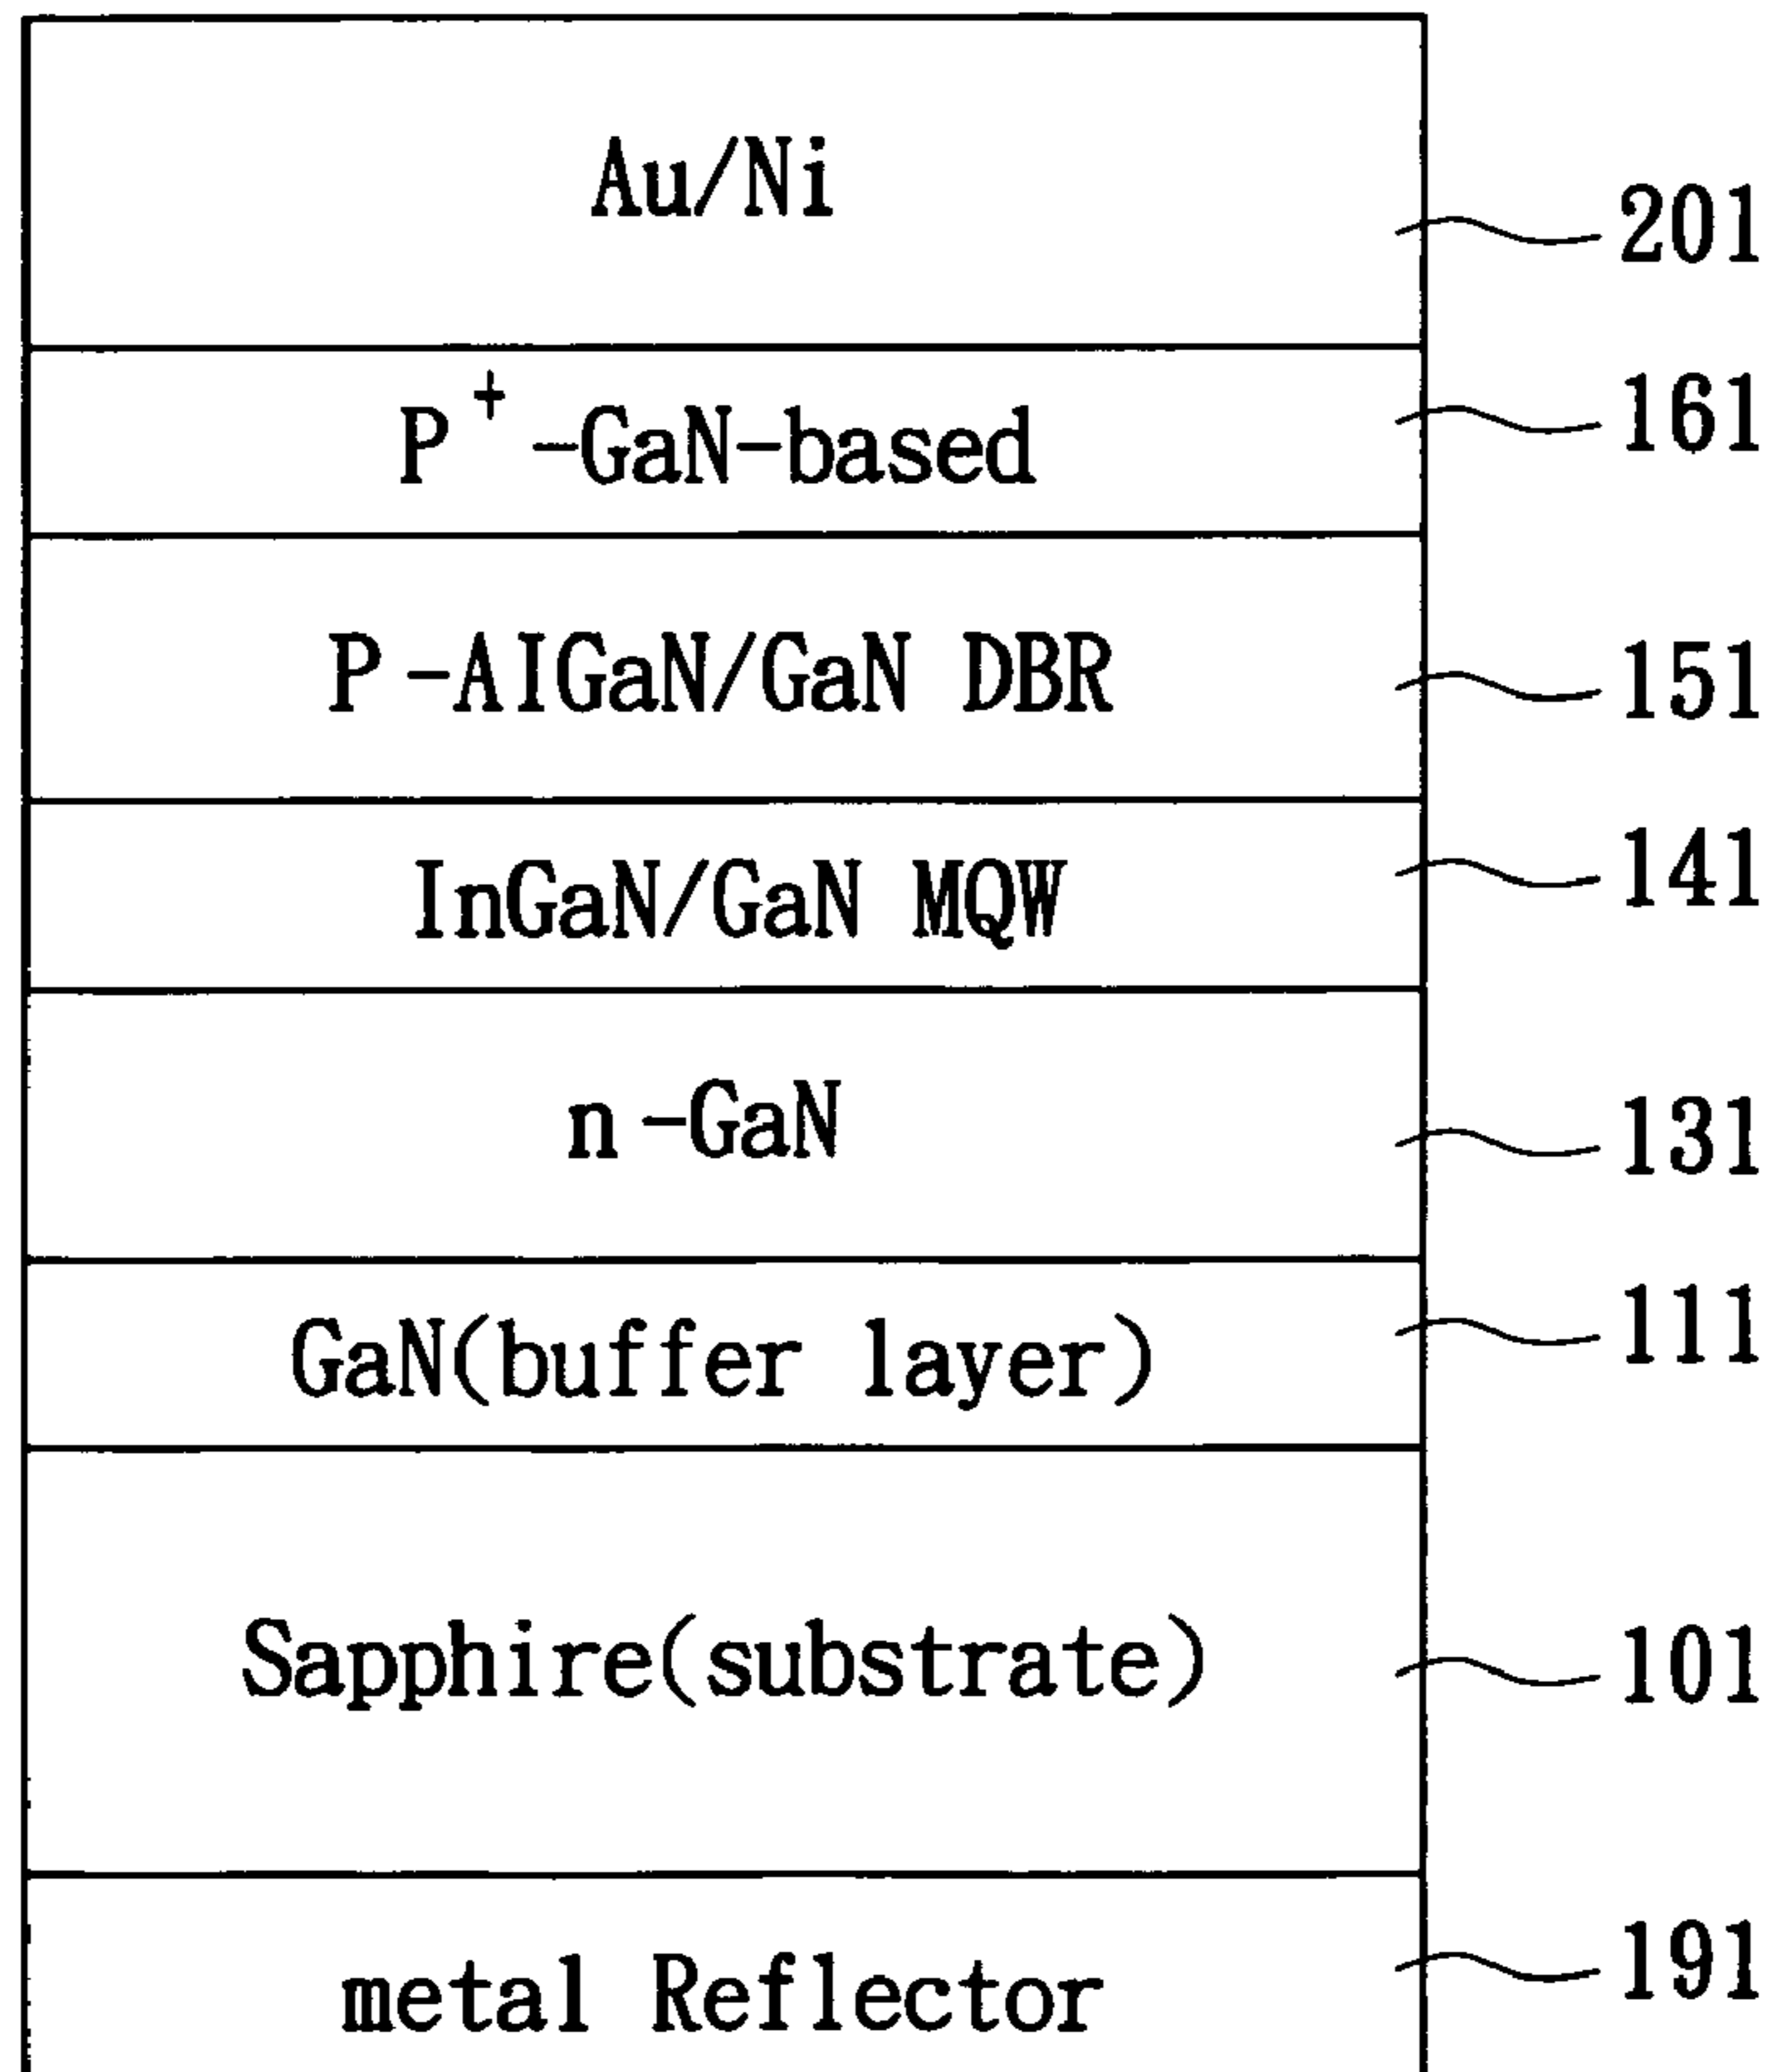 Au/Ni
201
P⁺-GaN-based
161
P-AlGaN/GaN DBR
151
InGaN/GaN MQW
141
n-GaN
131
GaN(buffer layer)
111
Sapphire(substrate)
101
metal Reflector
191